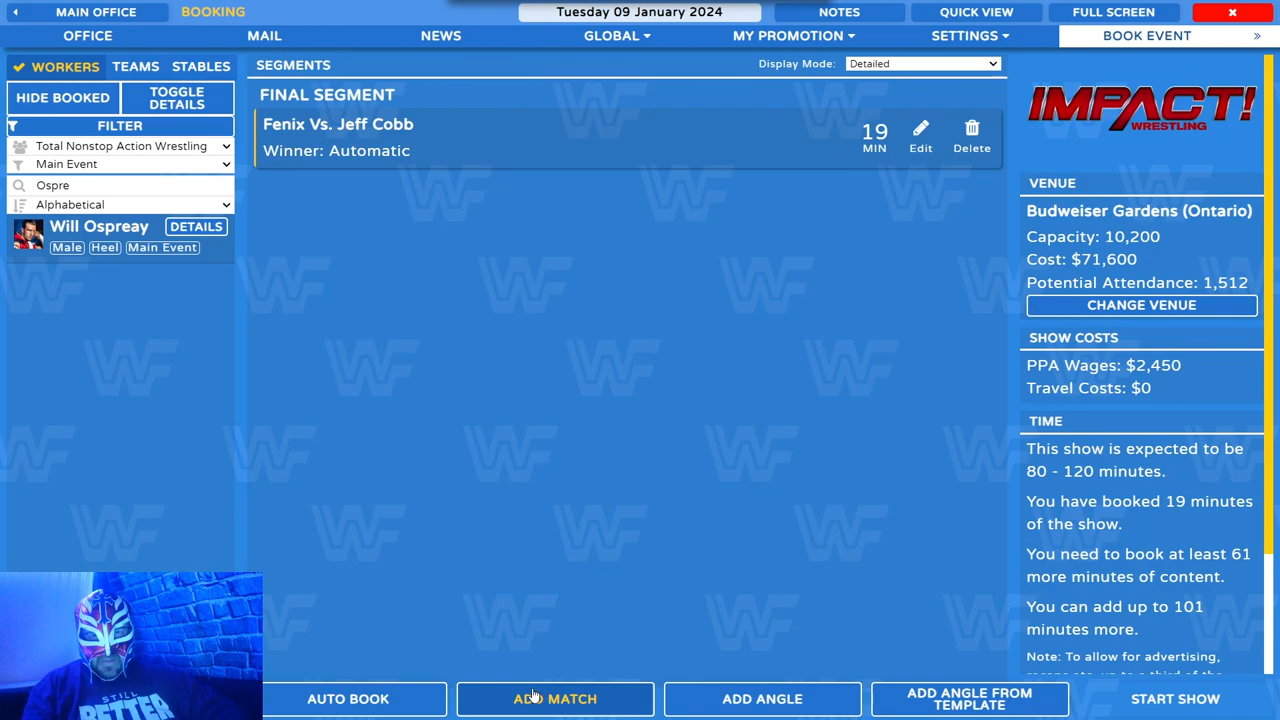 MAIN OFFICE
BOOKING
Tuesday 09 January 2024
NOTES
QUICK VIEW
FULL SCREEN
OFFICE
MAIL
NEWS
GLOBAL
MY PROMOTION
SETTINGS
BOOK EVENT
WORKERS
TEAMS
STABLES
HIDE BOOKED
TOGGLE
DETAILS
FILTER
Total Nonstop Action Wrestling
Main Event
Ospre
Alphabetical
Will Ospreay
DETAILS
Male
Heel
Main Event
SEGMENTS
Display Mode:
Detailed
FINAL SEGMENT
Fenix Vs. Jeff Cobb
Winner: Automatic
19
MIN
Edit
Delete
IMPACT!
WRESTLING
VENUE
Budweiser Gardens (Ontario)
Capacity: 10,200
Cost: $71,600
Potential Attendance: 1,512
CHANGE VENUE
SHOW COSTS
PPA Wages: $2,450
Travel Costs: $0
TIME
This show is expected to be
80 - 120 minutes.
You have booked 19 minutes
of the show.
You need to book at least 61
more minutes of content.
You can add up to 101
minutes more.
Note: To allow for advertising,
STILL
BETTER
AUTO BOOK
ADD MATCH
ADD ANGLE
ADD ANGLE FROM
TEMPLATE
START SHOW